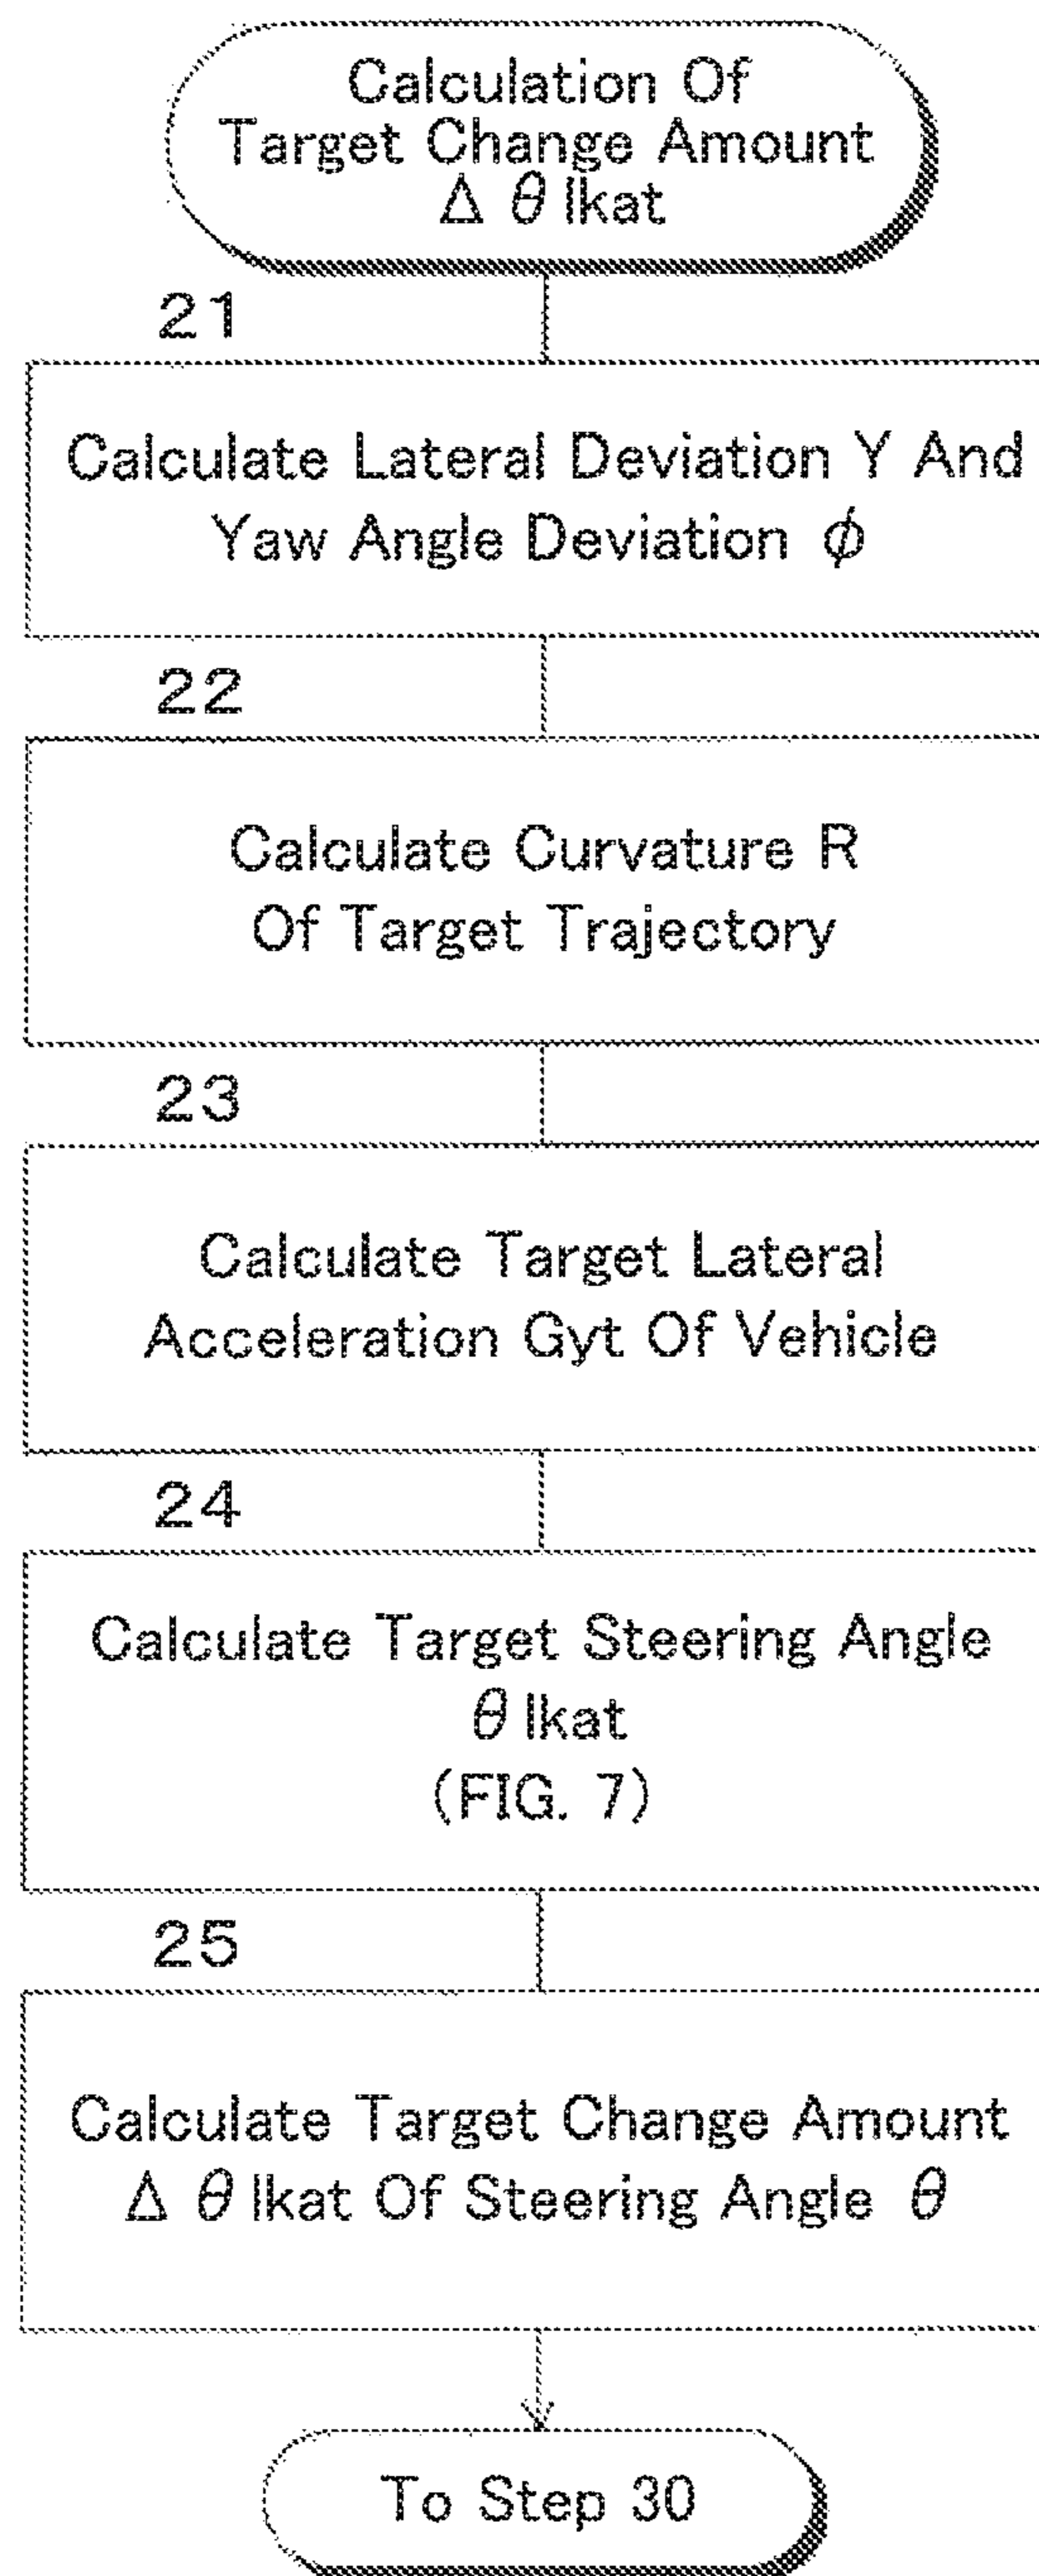 Calculation Of
Target Change Amount
Δ θ lkat
21
Calculate Lateral Deviation Y And
Yaw Angle Deviation ϕ
22
Calculate Curvature R
Of Target Trajectory
23
Calculate Target Lateral
Acceleration Gyt Of Vehicle
24
Calculate Target Steering Angle
θ lkat
(FIG. 7)
25
Calculate Target Change Amount
Δ θ lkat Of Steering Angle θ
To Step 30